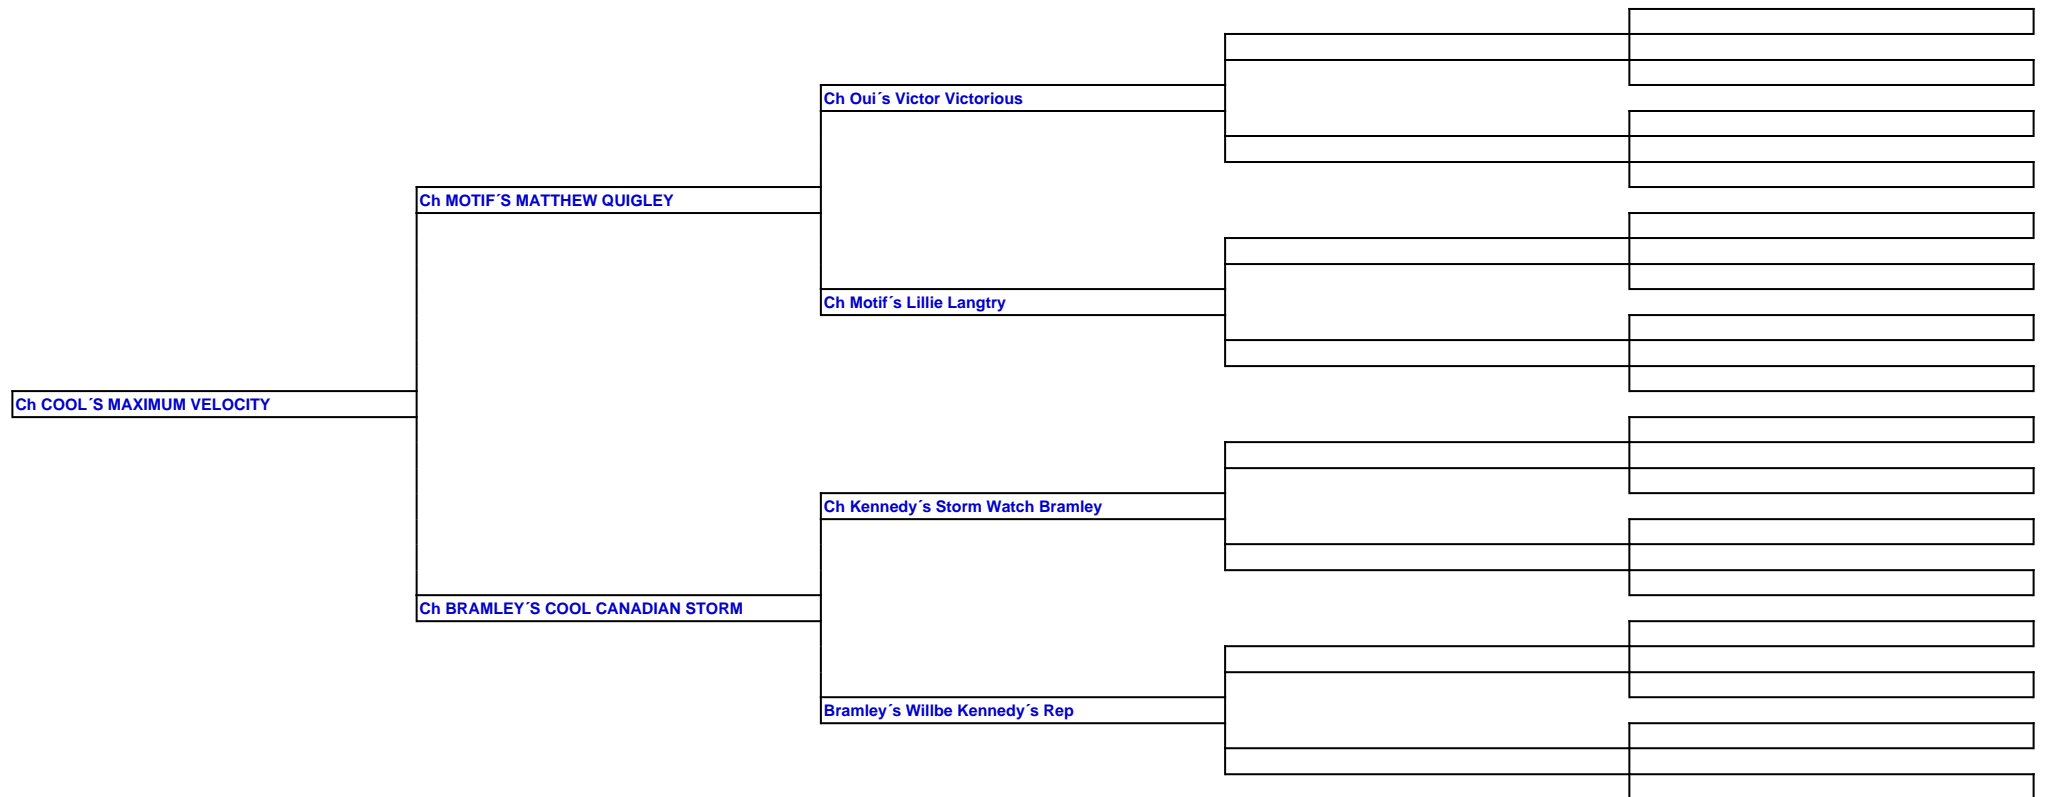 Ch Oui´s Victor Victorious
Ch MOTIF´S MATTHEW QUIGLEY
Ch Motif´s Lillie Langtry
Ch COOL´S MAXIMUM VELOCITY
Ch Kennedy´s Storm Watch Bramley
Ch BRAMLEY´S COOL CANADIAN STORM
Bramley´s Willbe Kennedy´s Rep